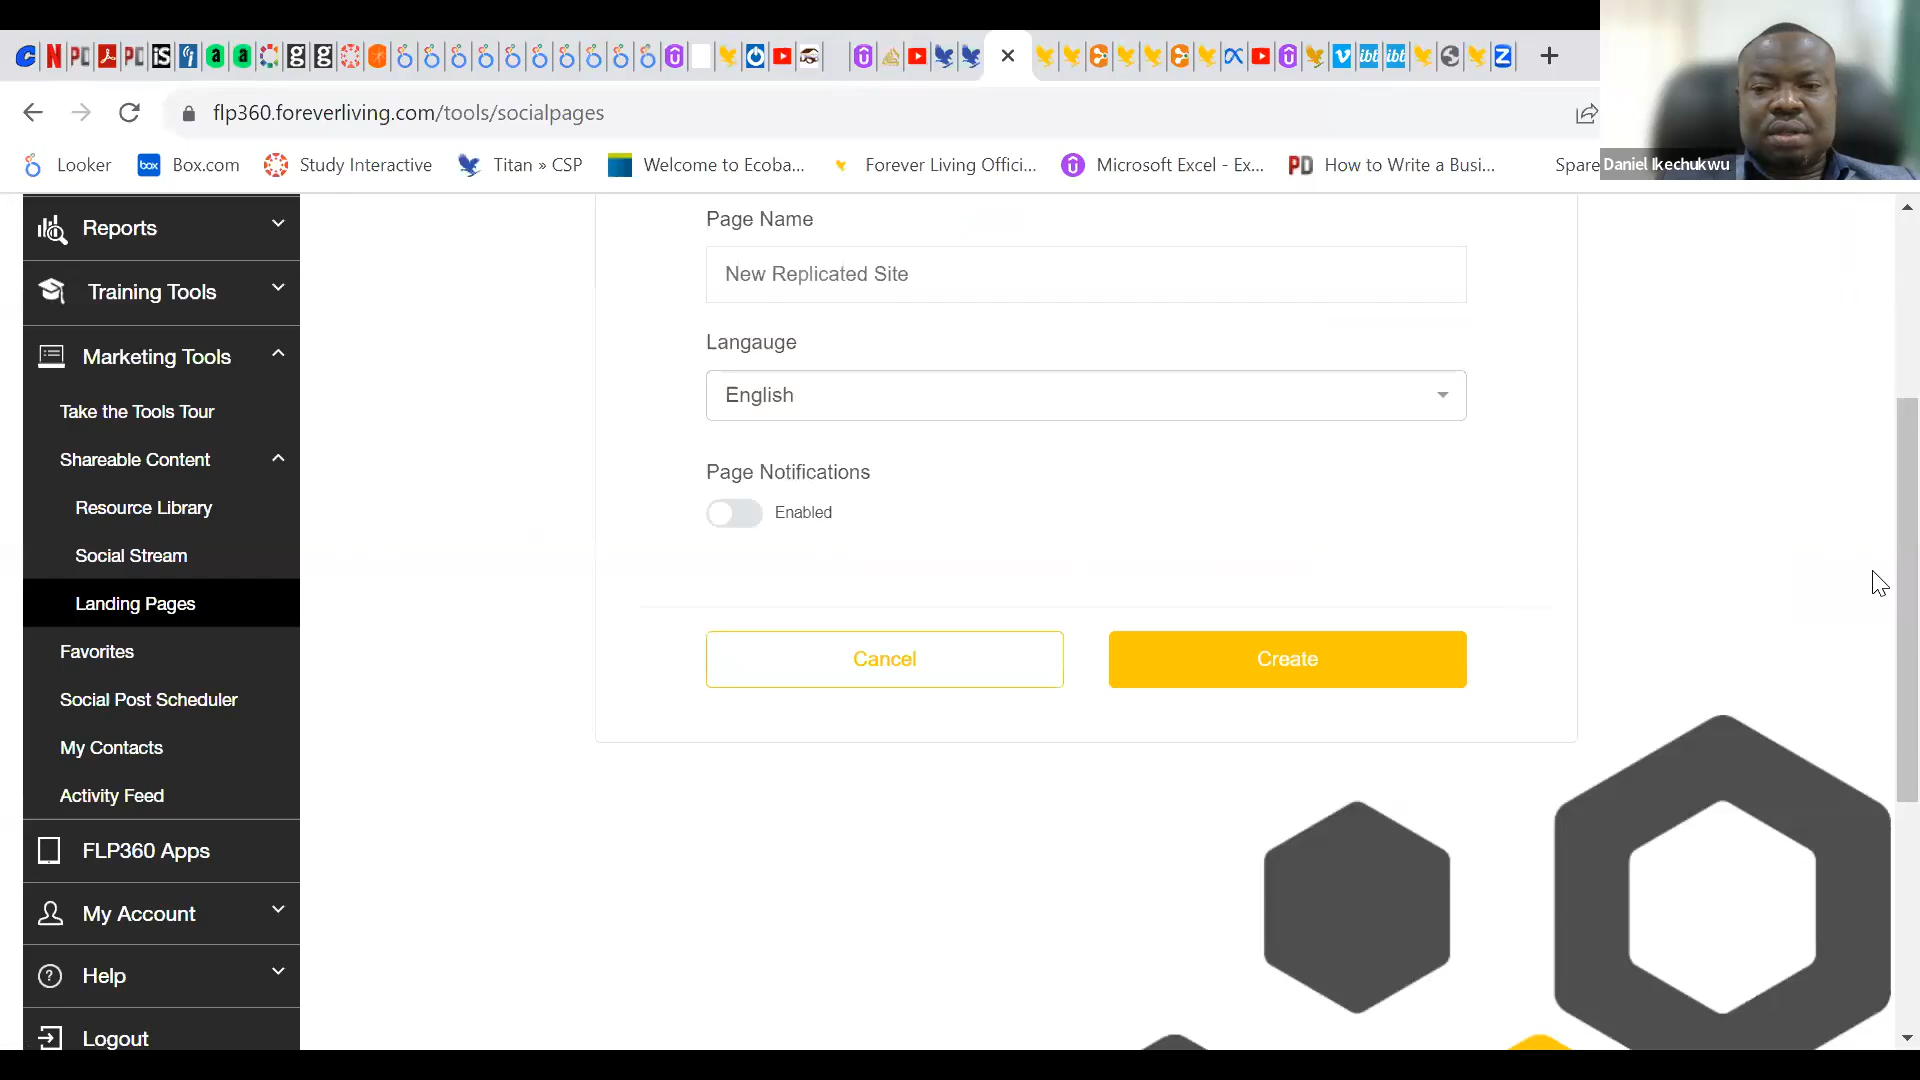 flp360.foreverliving.com/tools/socialpages
Looker
box
Box.com
Study Interactive
Titan » CSP
Welcome to Ecoba...
Forever Living Offici...
Microsoft Excel - Ex...
PD
How to Write a Busi...
Spare
Daniel Ikechukwu
Reports
Training Tools
Marketing Tools
Take the Tools Tour
Shareable Content
Resource Library
Social Stream
Landing Pages
Favorites
Social Post Scheduler
My Contacts
Activity Feed
FLP360 Apps
My Account
Help
Logout
Page Name
New Replicated Site
Langauge
English
Page Notifications
Enabled
Cancel
Create